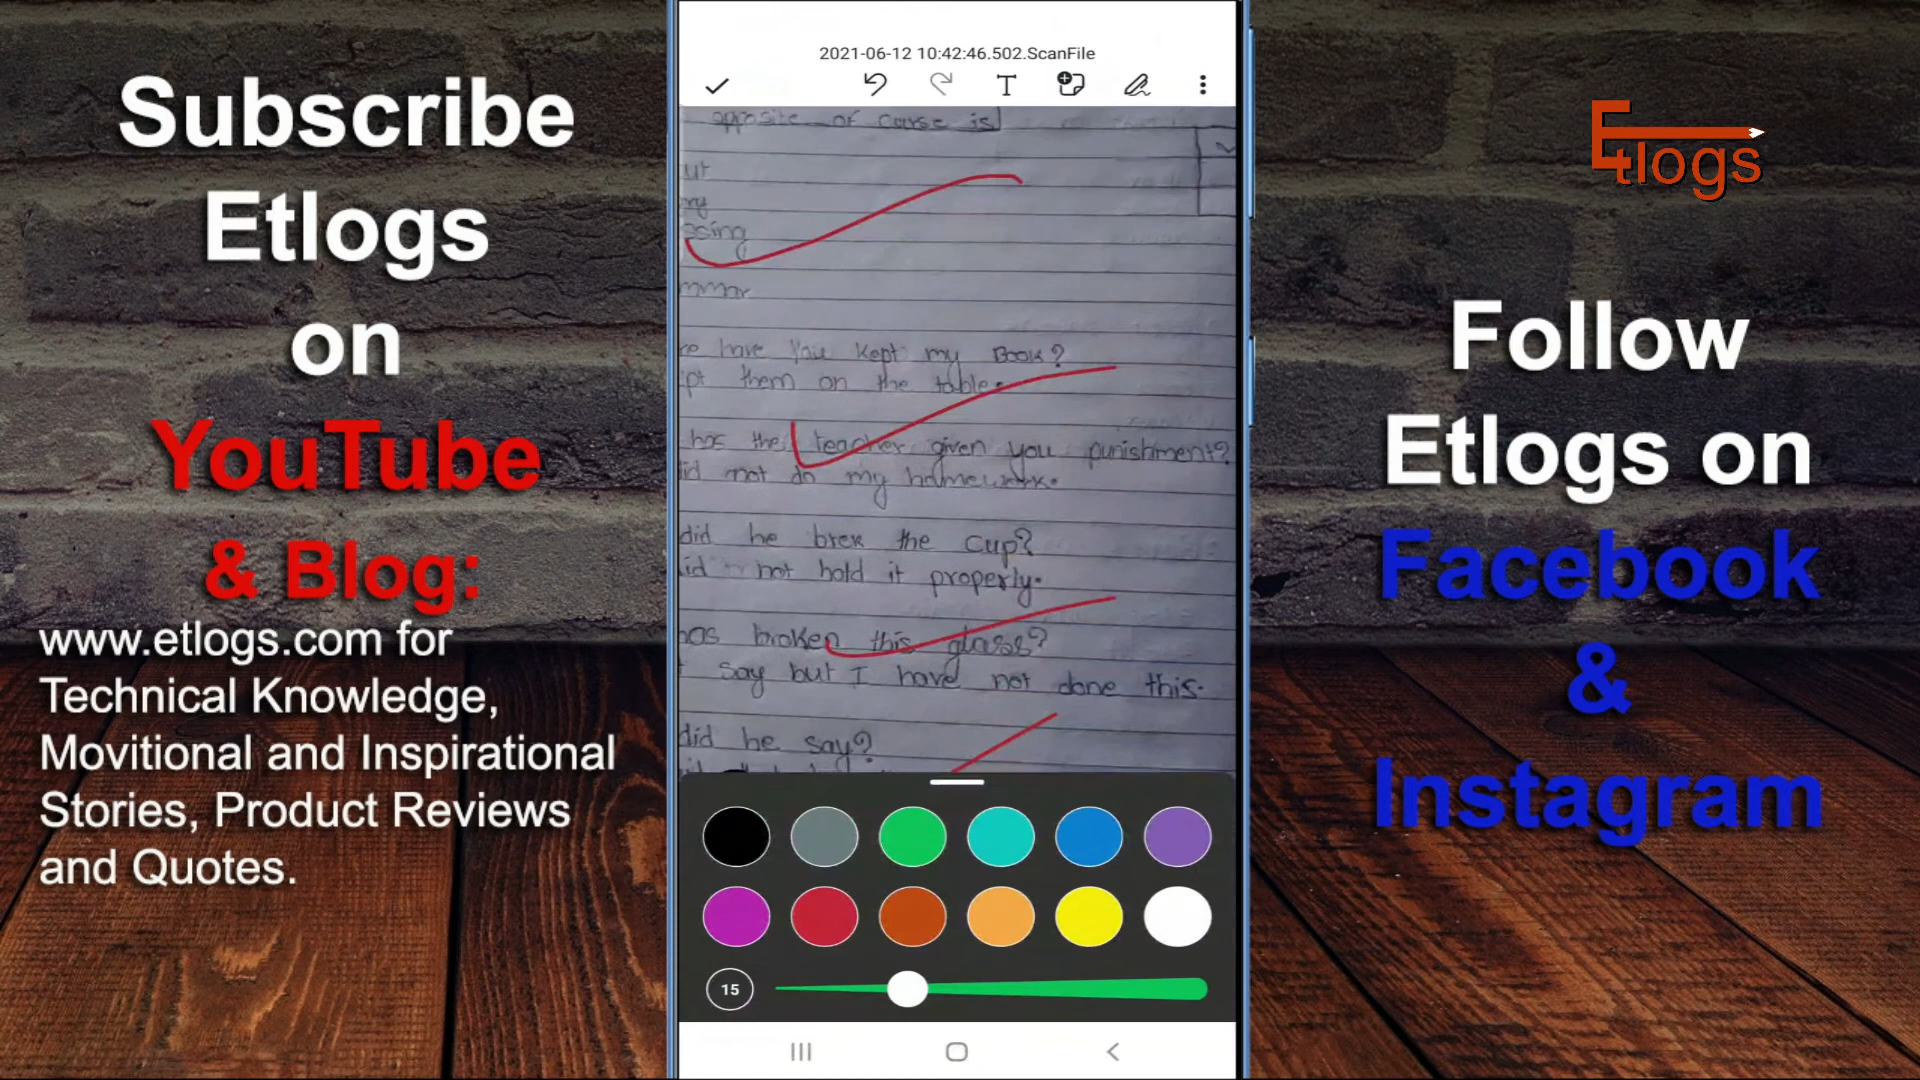 Subscribe
Etlogs
on
YouTube
& Blog:
www.etlogs.com for
Technical Knowledge,
Movitional and Inspirational
Stories, Product Reviews
and Quotes.
2021-06-12 10:42:46.502.ScanFile
T
opposite of Course is
mmar
have You kept my Book?
pt them on the table.
has the teacher given you punishment?
id not do my homework.
did he brek the Cup?
id not hold it properly.
has broken this glass?
t say but I have not done this.
did he say?
15
Etlogs
Follow
Etlogs on
Facebook
&
Instagram